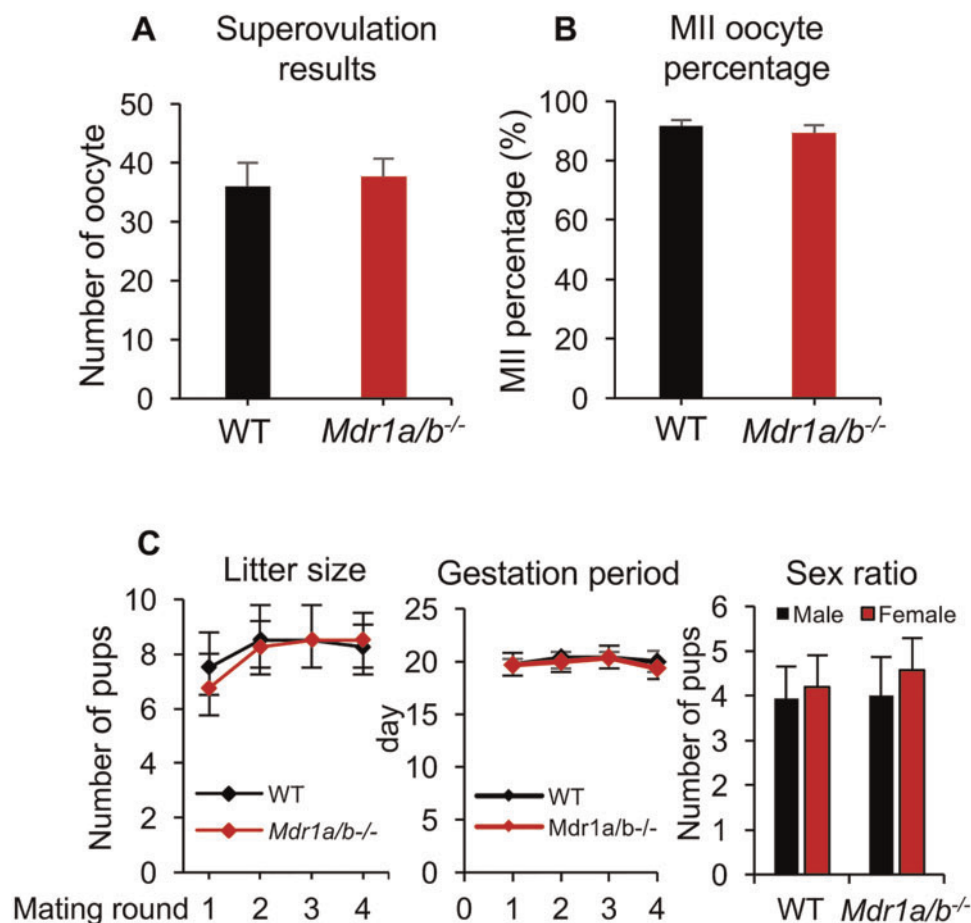 A
Superovulation
results
Number of oocyte
50
40
30
20
10
0
WT
Mdr1a/b-/-
B
MII oocyte
percentage
MII percentage (%)
100
80
60
40
20
0
WT
Mdr1a/b-/-
C
Litter size
Number of pups
10
8
6
4
2
0
WT
Mdr1a/b-/-
Mating round 1 2 3 4
Gestation period
day
25
20
15
10
5
0
WT
Mdr1a/b-/-
0 1 2 3 4
Sex ratio
Male Female
Number of pups
6
5
4
3
2
1
0
WT
Mdr1a/b-/-